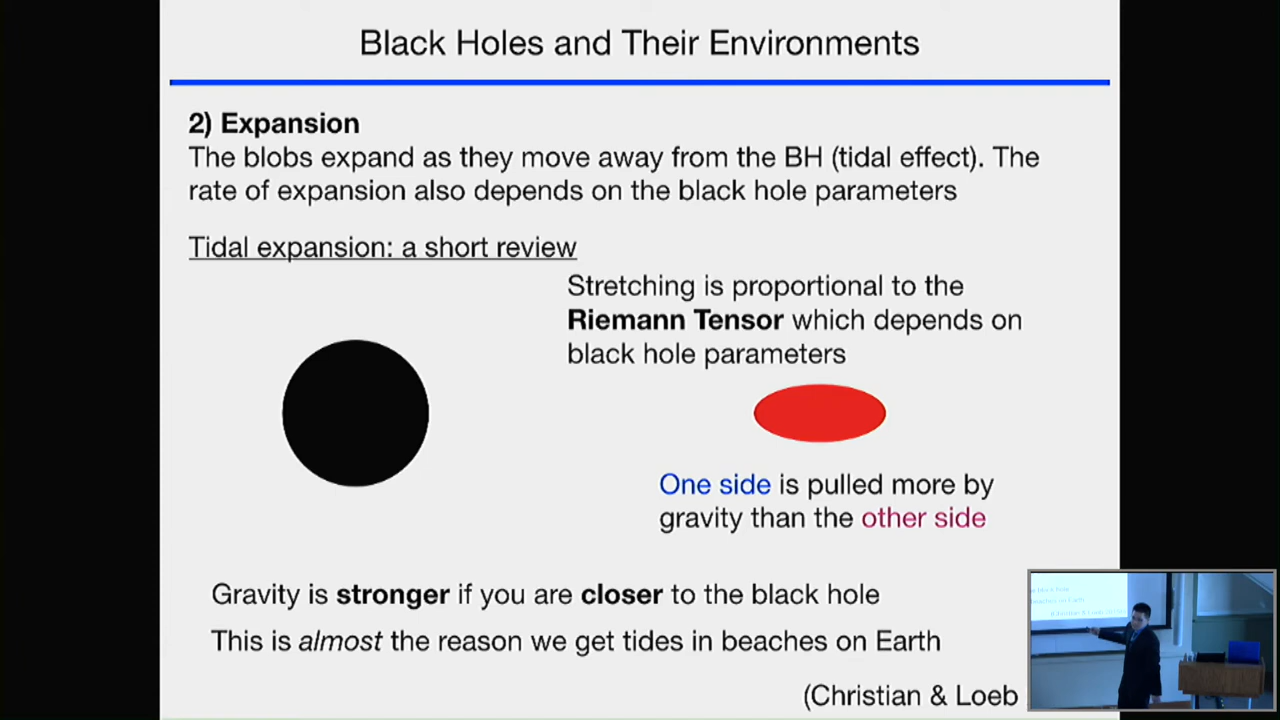 Black Holes and Their Environments
2) Expansion
The blobs expand as they move away from the BH (tidal effect). The
rate of expansion also depends on the black hole parameters
Tidal expansion: a short review
Stretching is proportional to the
Riemann Tensor which depends on
black hole parameters
One side is pulled more by
gravity than the other side
Gravity is stronger if you are closer to the black hole
This is almost the reason we get tides in beaches on Earth
(Christian & Loeb